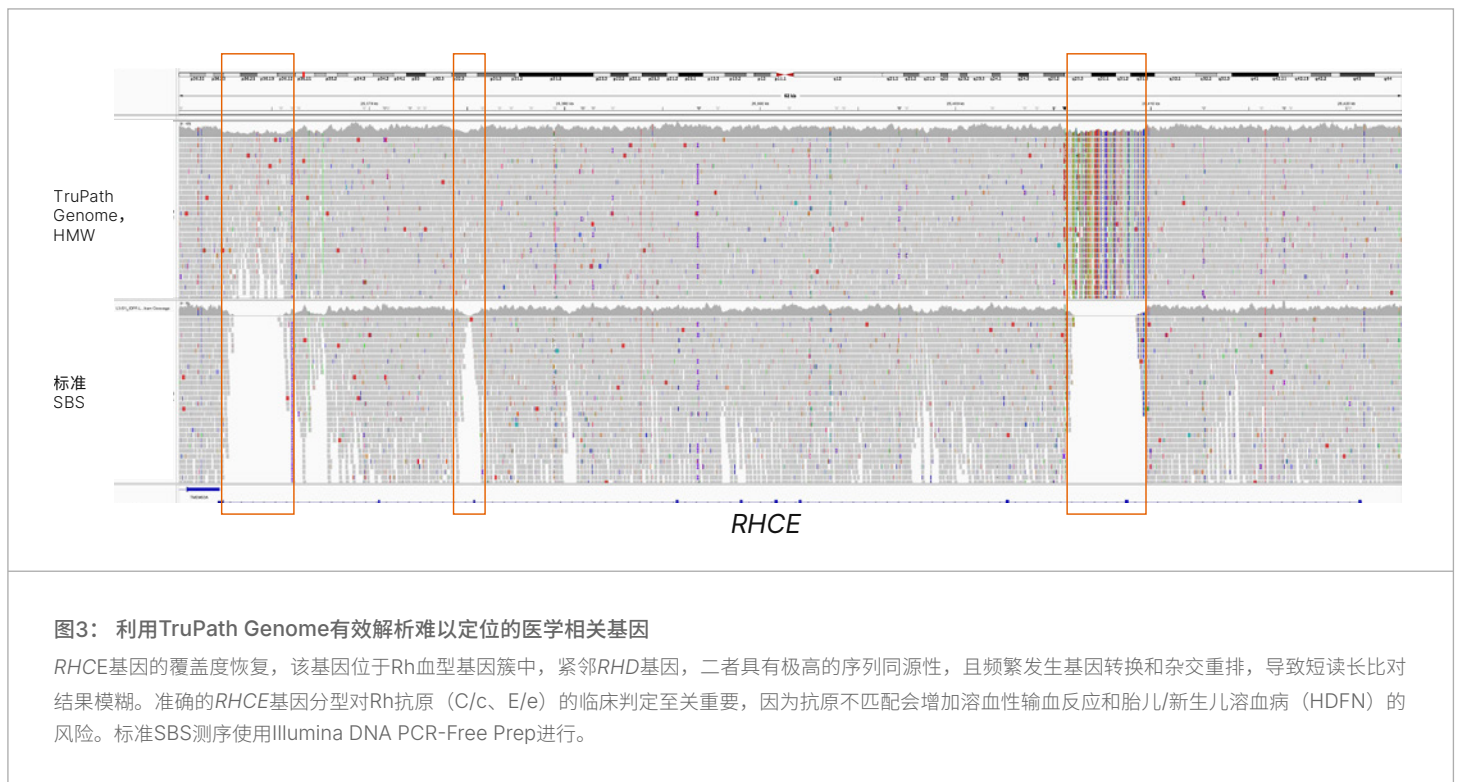 TruPath
Genome，
HMW
标准
SBS
RHCE
图3： 利用TruPath Genome有效解析难以定位的医学相关基因
RHCE基因的覆盖度恢复，该基因位于Rh血型基因簇中，紧邻RHD基因，二者具有极高的序列同源性，且频繁发生基因转换和杂交重排，导致短读长比对
结果模糊。准确的RHCE基因分型对Rh抗原（C/c、E/e）的临床判定至关重要，因为抗原不匹配会增加溶血性输血反应和胎儿/新生儿溶血病（HDFN）的
风险。标准SBS测序使用Illumina DNA PCR-Free Prep进行。